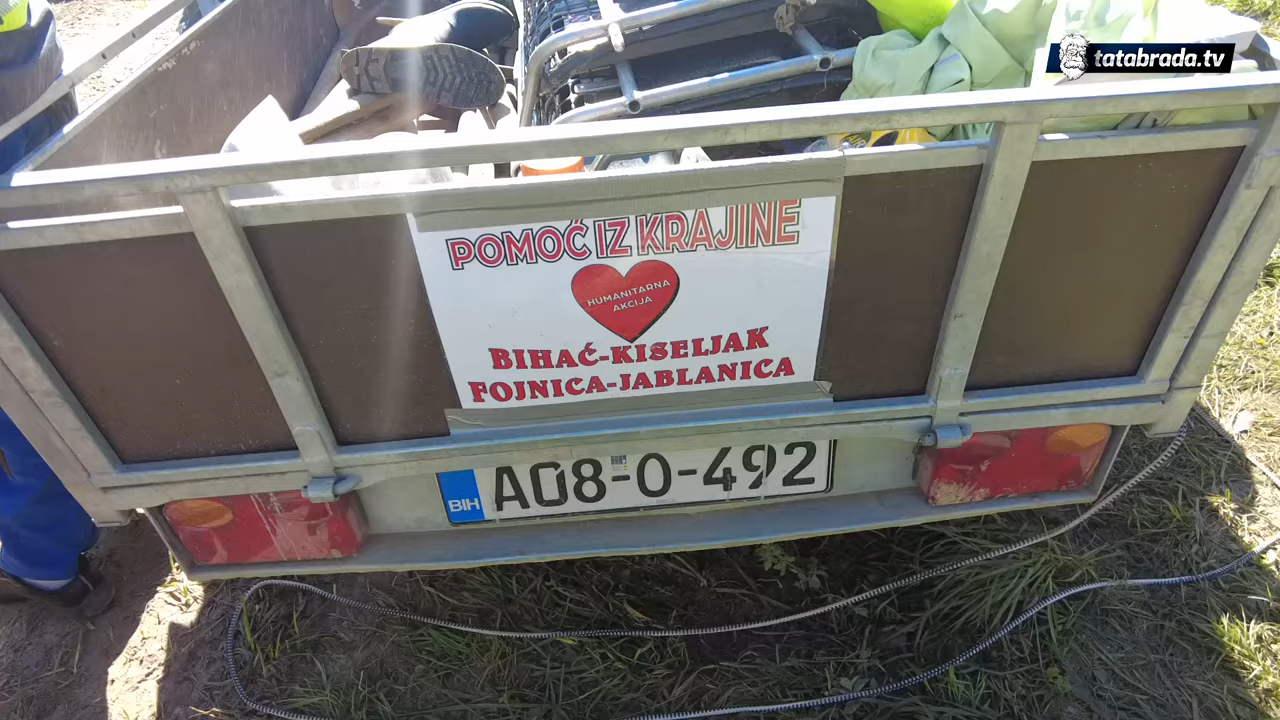 tatabrada.tv
POMOĆ IZ KRAJINE
HUMANITARNA
AKCIJA
BIHAĆ-KISELJAK
FOJNICA-JABLANICA
BIH A08-O-492